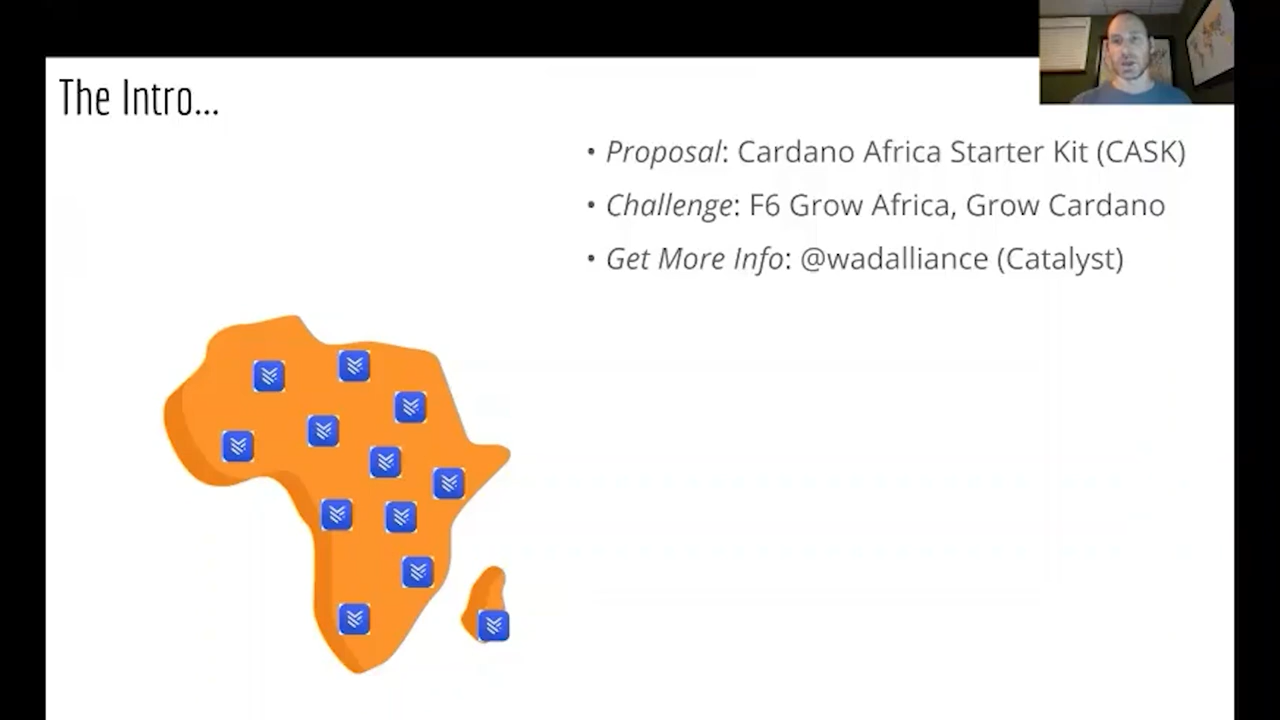 The Intro...
• Proposal: Cardano Africa Starter Kit (CASK)
• Challenge: F6 Grow Africa, Grow Cardano
• Get More Info: @wadalliance (Catalyst)